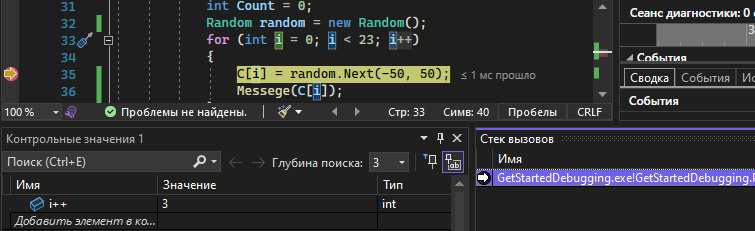 31 int Count = 0;
32 Random random = new Random();
33 for (int i = 0; i < 23; i++)
34 {
35 C[i] = random.Next(-50, 50); ≤ 1 мс прошло
36 Messege(C[i]);
100 % Проблемы не найдены. Стр: 33 Симв: 40 Пробелы CRLF
Сеанс диагностики: 0
События
Сводка События
События
Контрольные значения 1
Поиск (Ctrl+E) Глубина поиска: 3
Имя Значение Тип
i++ 3 int
Добавить элемент в ко...
Стек вызовов
Имя
GetStartedDebugging.exe!GetStartedDebugging.